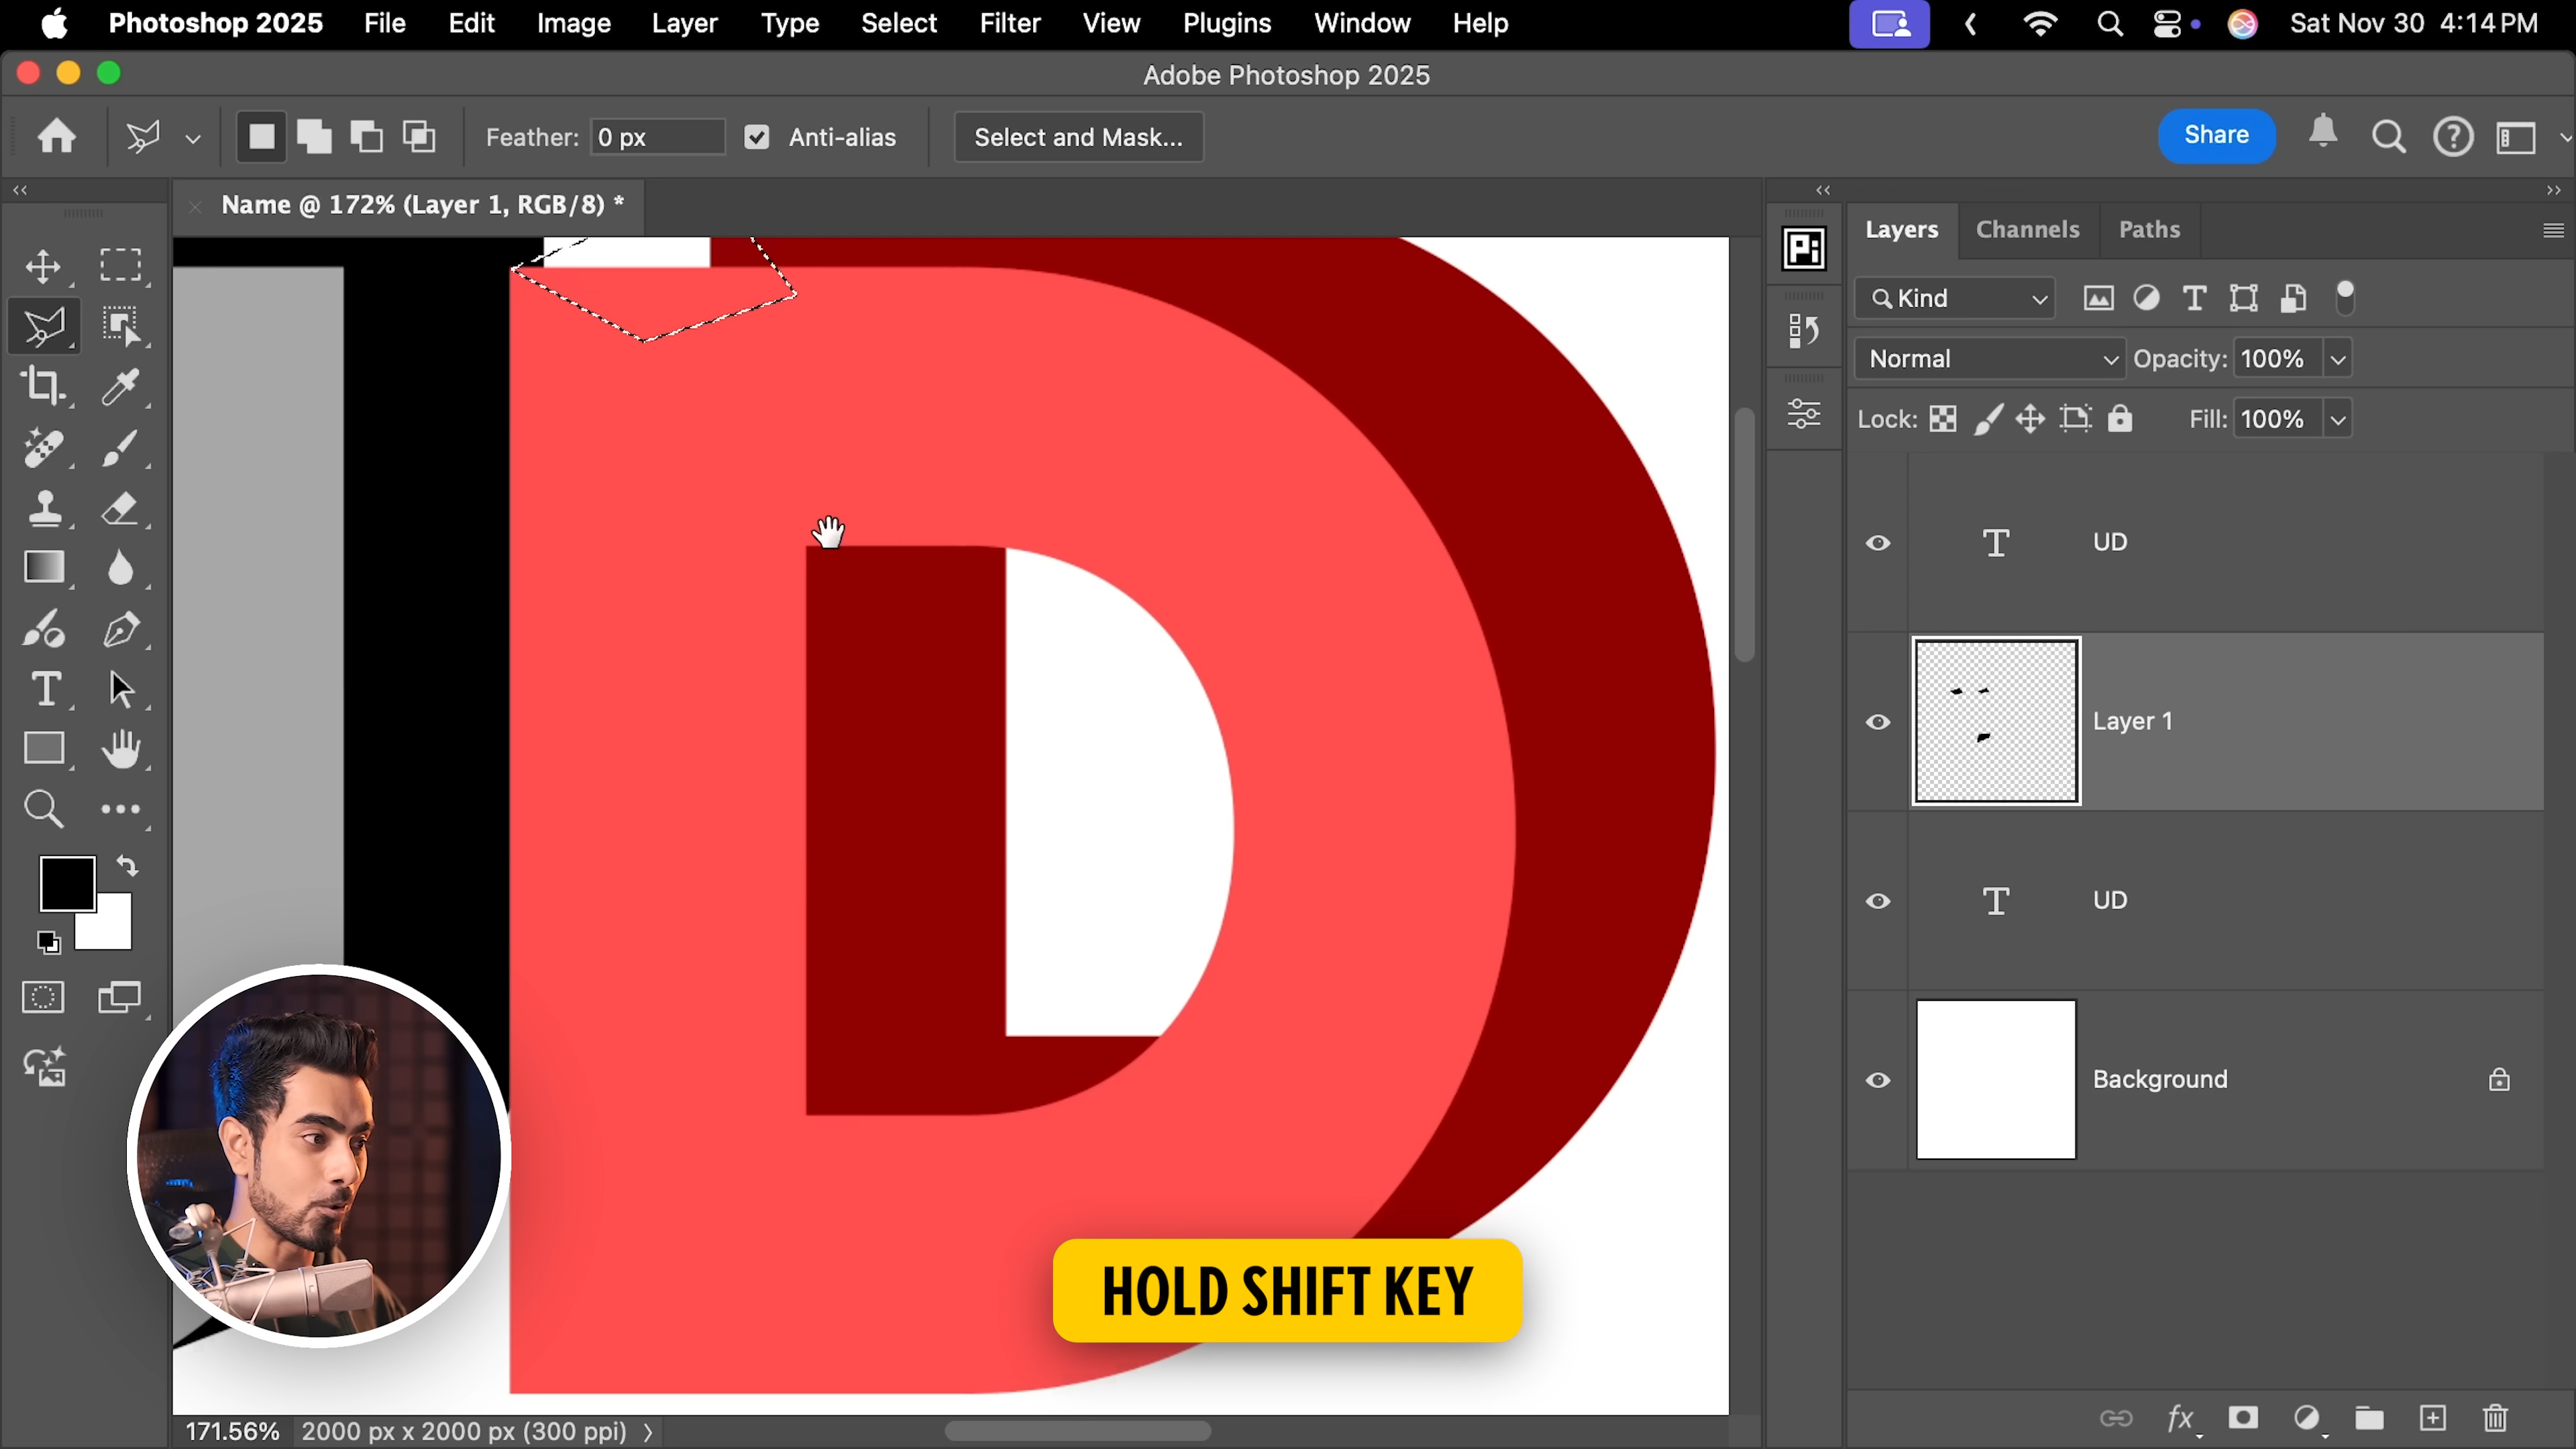 Photoshop 2025 File Edit Image Layer Type Select Filter View Plugins Window Help Sat Nov 30 4:14 PM
Adobe Photoshop 2025
Feather: 0 px Anti-alias Select and Mask... Share
Name @ 172% (Layer 1, RGB/8) *
Layers Channels Paths
Pi
Kind
Normal Opacity: 100%
Lock: Fill: 100%
T UD
Layer 1
T UD
Background
D
HOLD SHIFT KEY
171.56% 2000 px x 2000 px (300 ppi)
fx